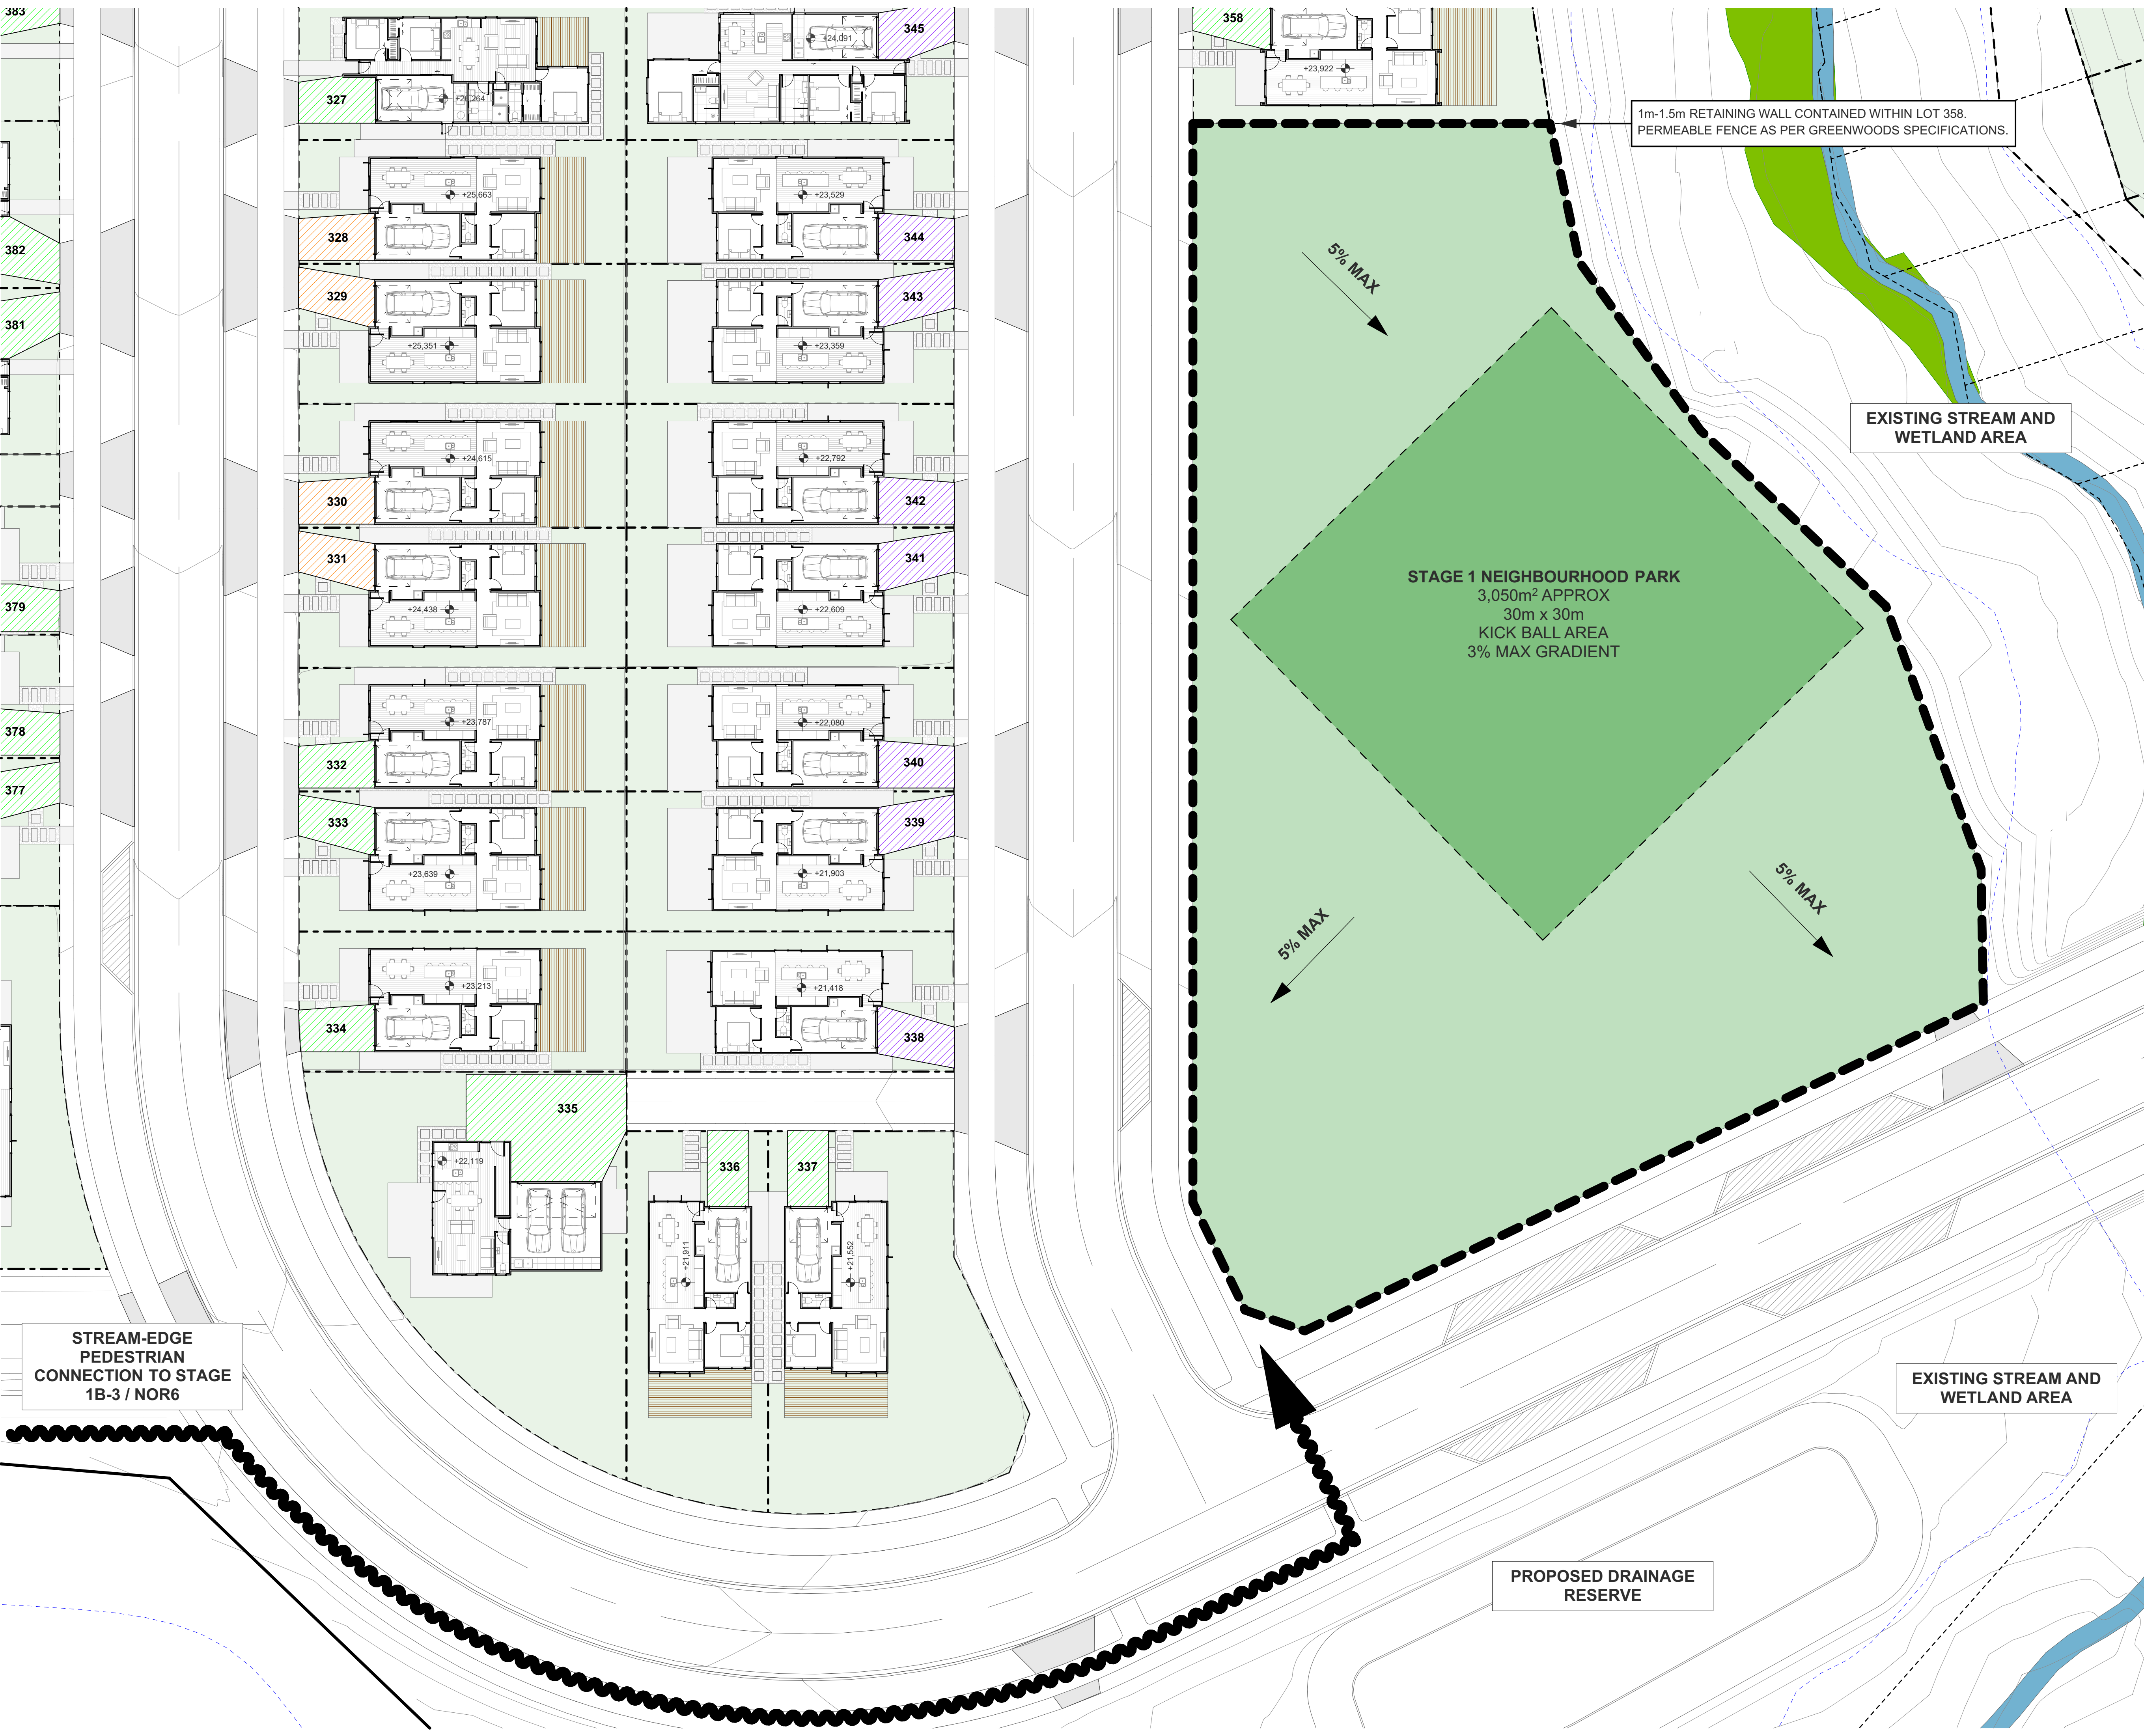 383
345
358
+24,091
+23,922
327
+26,264
1m-1.5m RETAINING WALL CONTAINED WITHIN LOT 358.
PERMEABLE FENCE AS PER GREENWOODS SPECIFICATIONS.
+25,663
+23,529
382
328
344
5% MAX
329
343
381
+25,351
+23,359
EXISTING STREAM AND
WETLAND AREA
+24,615
+22,792
330
342
331
341
STAGE 1 NEIGHBOURHOOD PARK
3,050m² APPROX
30m x 30m
KICK BALL AREA
3% MAX GRADIENT
379
+24,438
+22,609
+23,787
+22,080
378
332
340
377
333
339
+23,639
+21,903
5% MAX
5% MAX
+23,213
+21,418
334
338
335
+22,119
336
337
+21,911
+21,552
STREAM-EDGE
PEDESTRIAN
CONNECTION TO STAGE
1B-3 / NOR6
EXISTING STREAM AND
WETLAND AREA
PROPOSED DRAINAGE
RESERVE